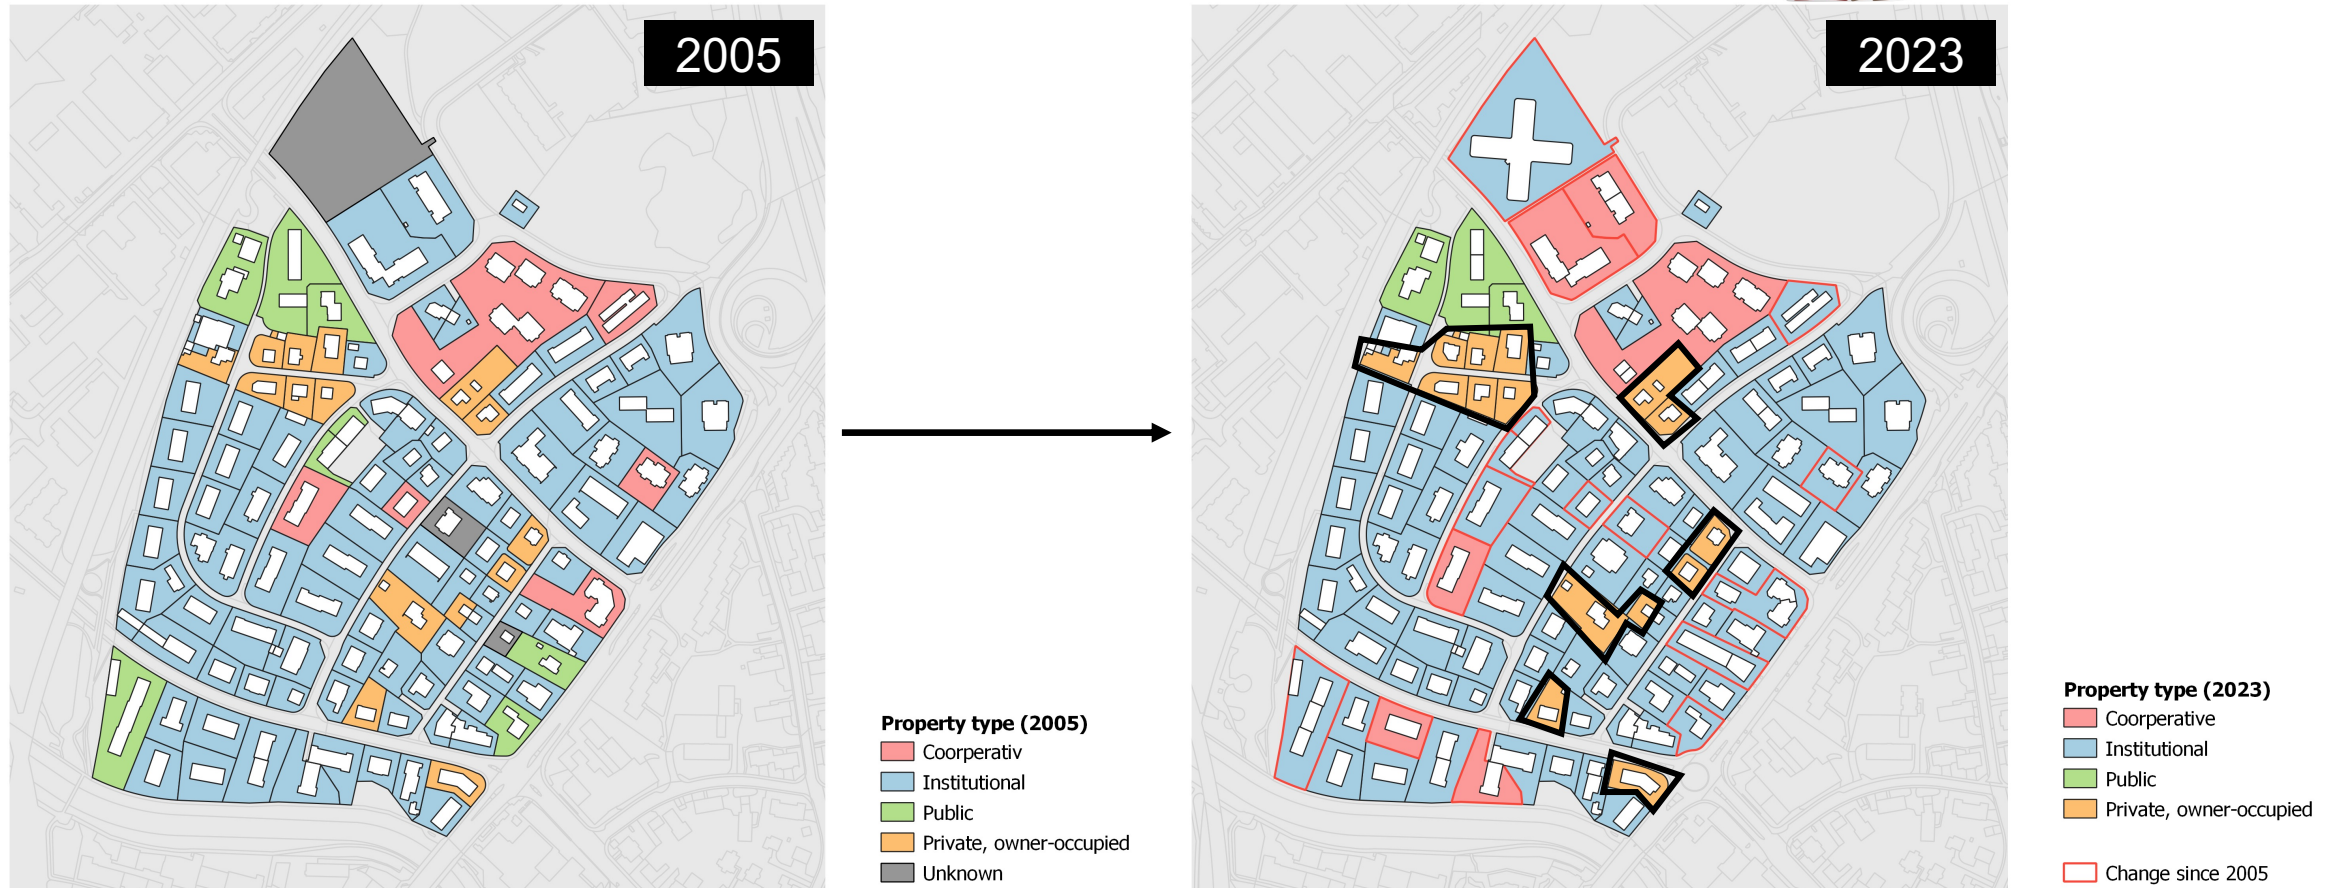 2005
2023
Property type (2005)
Coorperativ
Institutional
Public
Private, owner-occupied
Unknown
Property type (2023)
Coorperative
Institutional
Public
Private, owner-occupied
Change since 2005